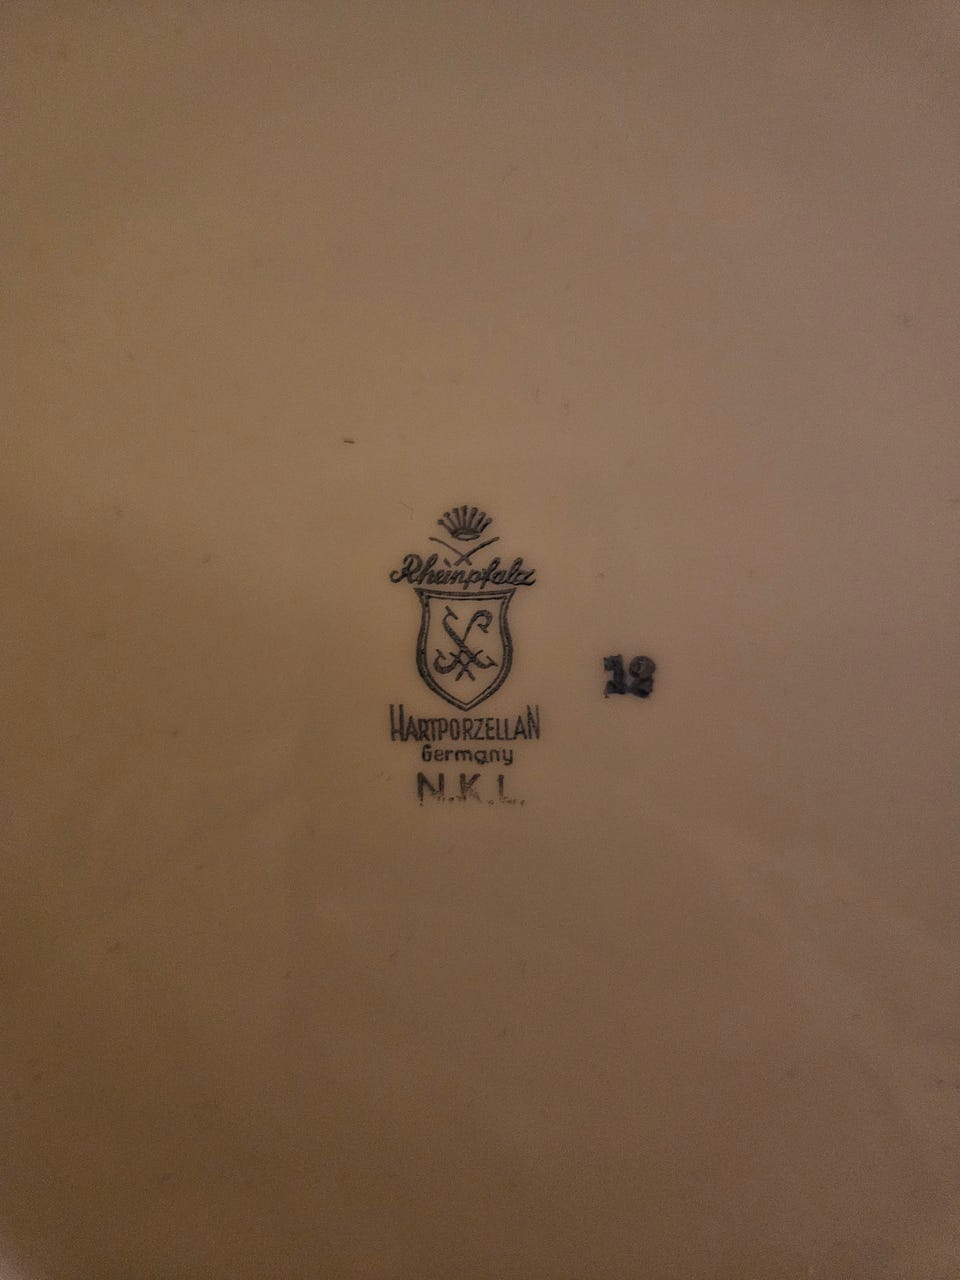 Rheinpfalz
HARTPORZELLAN
Germany
N.K.L.
12